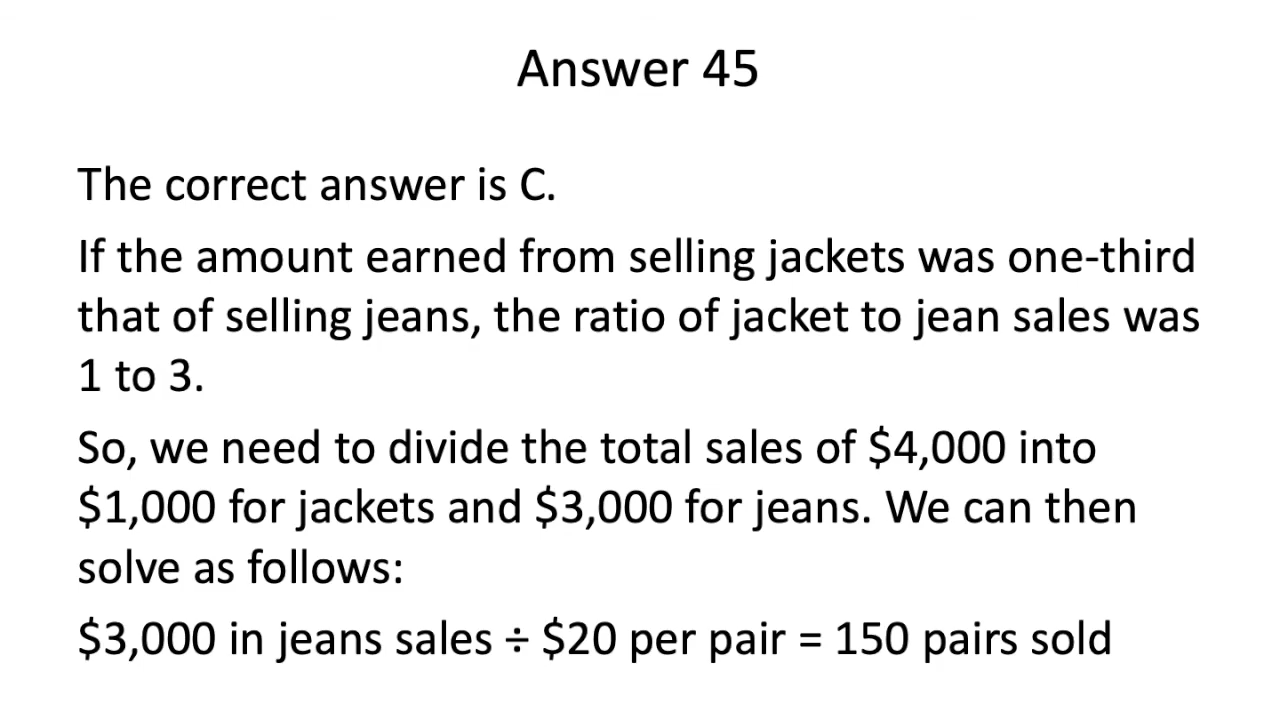 Answer 45
The correct answer is C.
If the amount earned from selling jackets was one-third
that of selling jeans, the ratio of jacket to jean sales was
1 to 3.
So, we need to divide the total sales of $4,000 into
$1,000 for jackets and $3,000 for jeans. We can then
solve as follows:
$3,000 in jeans sales ÷ $20 per pair = 150 pairs sold